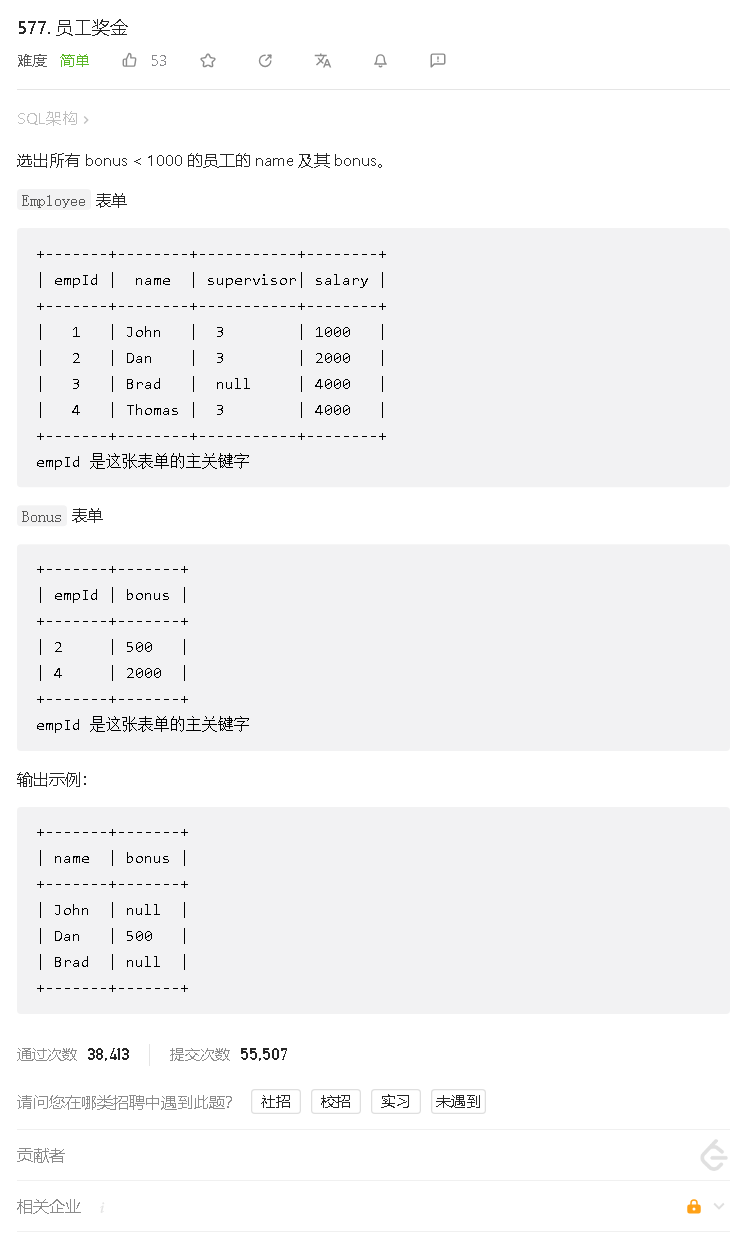 577. 员工奖金
难度 简单 53
SQL架构 ›
选出所有 bonus < 1000 的员工的 name 及其 bonus。
Employee 表单
+-------+--------+-----------+--------+
| empId |  name  | supervisor| salary |
+-------+--------+-----------+--------+
|   1   | John   |  3        | 1000   |
|   2   | Dan    |  3        | 2000   |
|   3   | Brad   |  null     | 4000   |
|   4   | Thomas |  3        | 4000   |
+-------+--------+-----------+--------+
empId 是这张表单的主关键字
Bonus 表单
+-------+-------+
| empId | bonus |
+-------+-------+
| 2     | 500   |
| 4     | 2000  |
+-------+-------+
empId 是这张表单的主关键字
输出示例：
+-------+-------+
| name  | bonus |
+-------+-------+
| John  | null  |
| Dan   | 500   |
| Brad  | null  |
+-------+-------+
通过次数 38,413 提交次数 55,507
请问您在哪类招聘中遇到此题？ 社招 校招 实习 未遇到
贡献者
相关企业 i